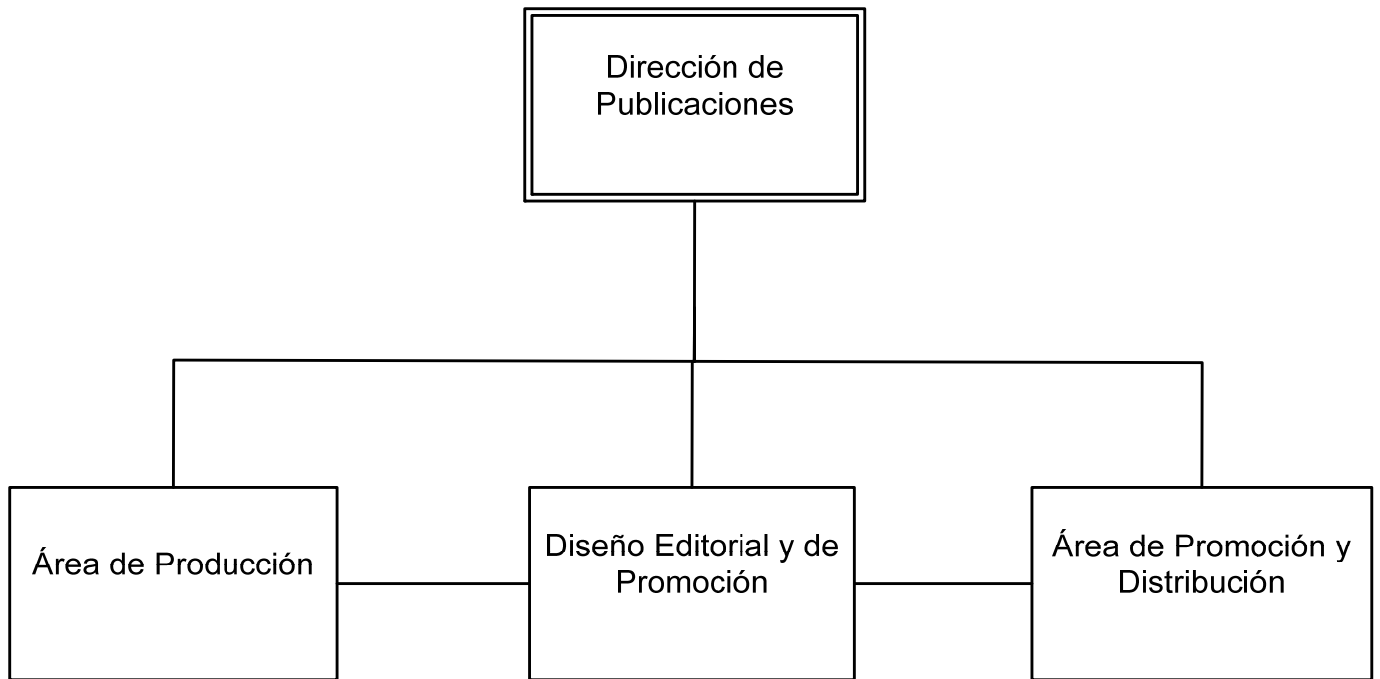 Dirección de
Publicaciones
Área de Producción
Diseño Editorial y de
Promoción
Área de Promoción y
Distribución